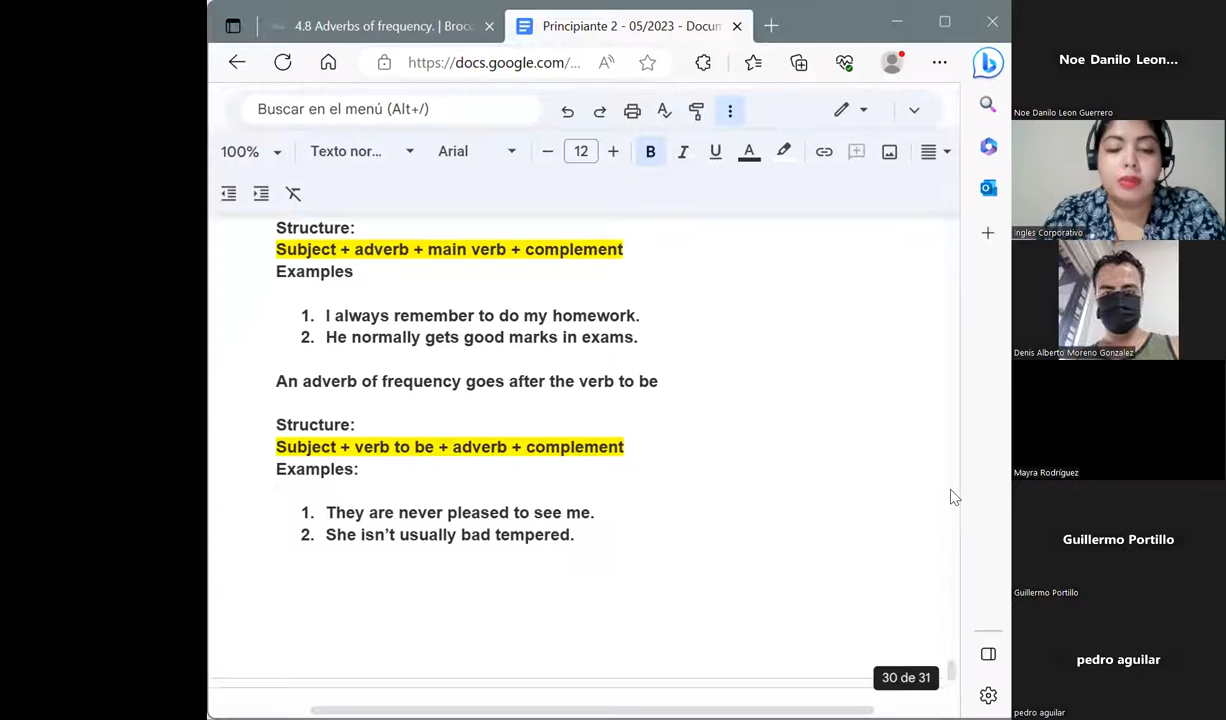 4.8 Adverbs of frequency. | Broc
Principiante 2 - 05/2023 - Docum
https://docs.google.com/...
Buscar en el menú (Alt+/)
100%
Texto nor...
Arial
12
Structure:
Subject + adverb + main verb + complement
Examples
1. I always remember to do my homework.
2. He normally gets good marks in exams.
An adverb of frequency goes after the verb to be
Structure:
Subject + verb to be + adverb + complement
Examples:
1. They are never pleased to see me.
2. She isn't usually bad tempered.
30 de 31
Noe Danilo Leon...
Noe Danilo Leon Guerrero
Ingles Corporativo
Denis Alberto Moreno Gonzalez
Mayra Rodríguez
Guillermo Portillo
Guillermo Portillo
pedro aguilar
pedro aguilar